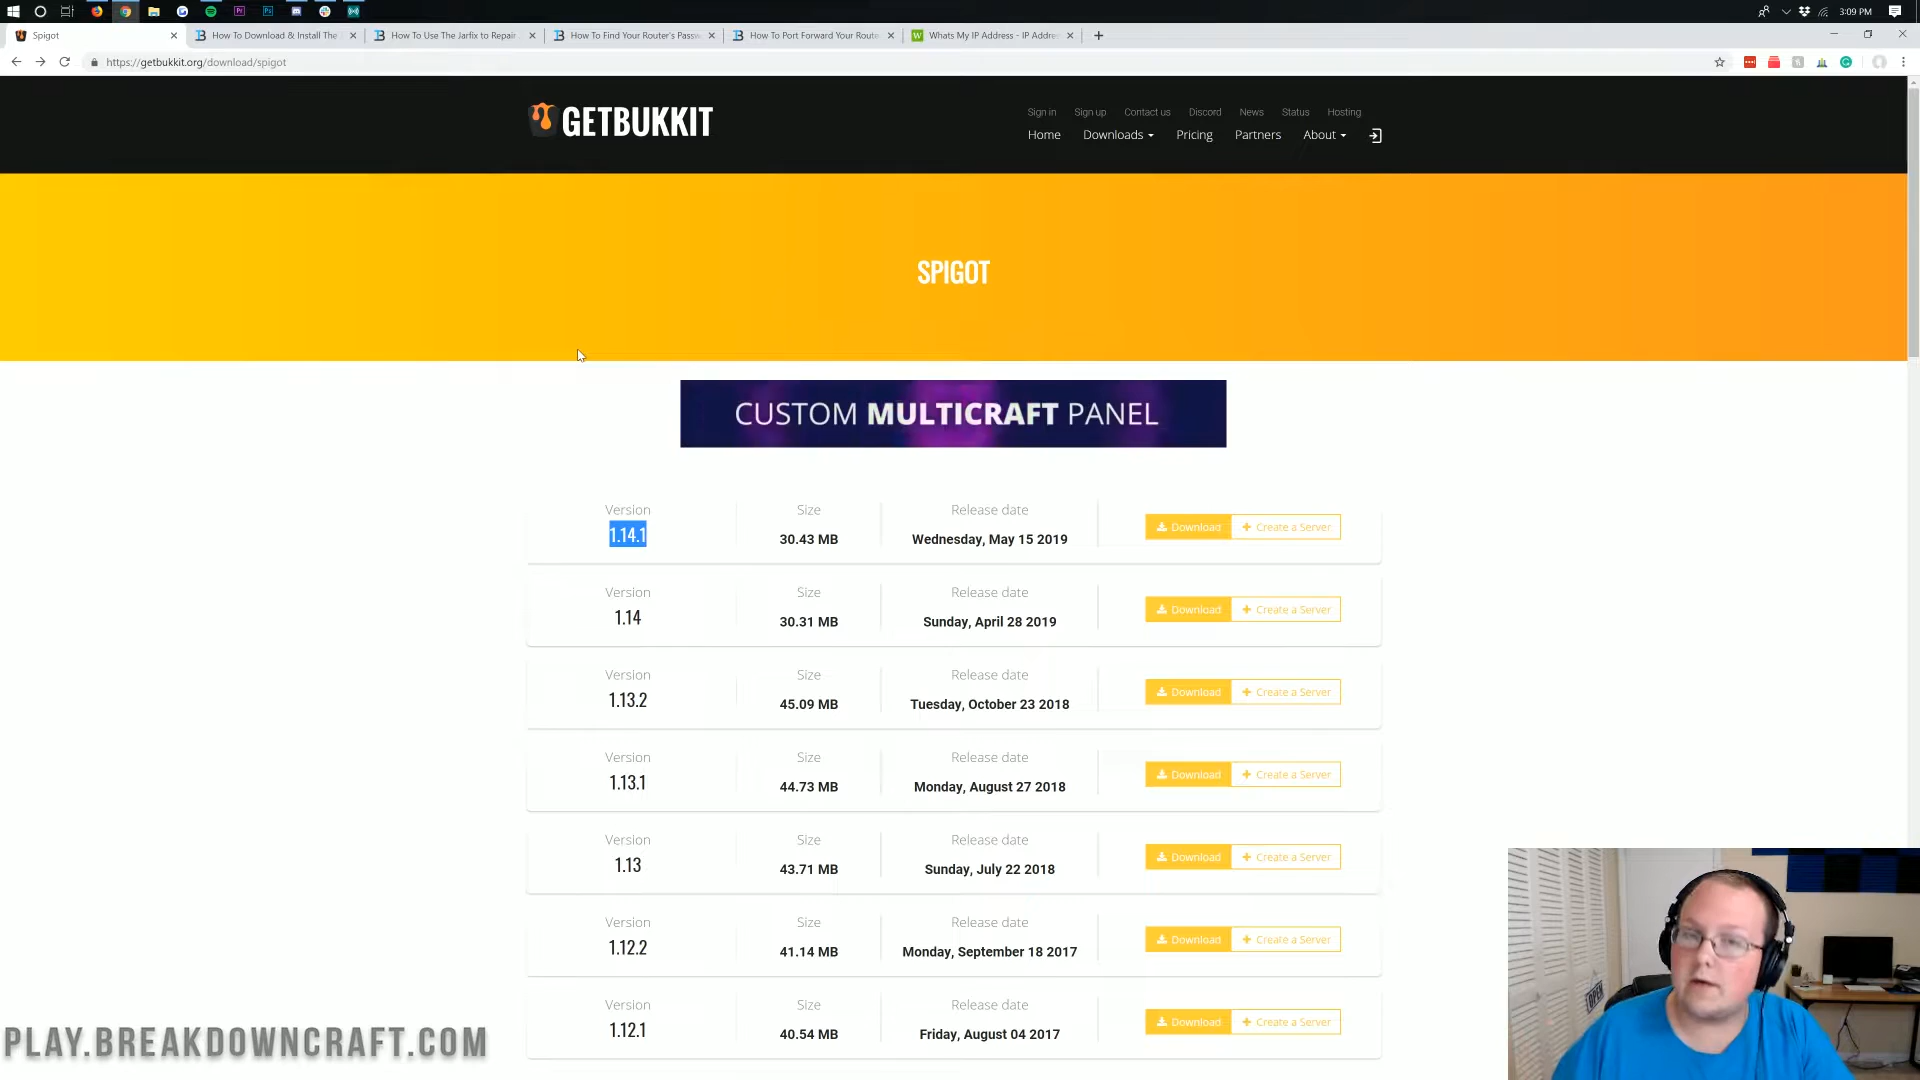 3:09 PM
Spigot
How To Download & Install The
How To Use The Jarfix to Repair
How To Find Your Router's Passw
How To Port Forward Your Route
Whats My IP Address - IP Addre
https://getbukkit.org/download/spigot
GETBUKKIT
Sign in Sign up Contact us Discord News Status Hosting
Home Downloads Pricing Partners About
SPIGOT
CUSTOM MULTICRAFT PANEL
Version Size Release date
1.14.1 30.43 MB Wednesday, May 15 2019 Download + Create a Server
Version Size Release date
1.14 30.31 MB Sunday, April 28 2019 Download + Create a Server
Version Size Release date
1.13.2 45.09 MB Tuesday, October 23 2018 Download + Create a Server
Version Size Release date
1.13.1 44.73 MB Monday, August 27 2018 Download + Create a Server
Version Size Release date
1.13 43.71 MB Sunday, July 22 2018 Download + Create a Server
Version Size Release date
1.12.2 41.14 MB Monday, September 18 2017 Download + Create a Server
Version Size Release date
1.12.1 40.54 MB Friday, August 04 2017 Download + Create a Server
OPEN
PLAY.BREAKDOWNCRAFT.COM